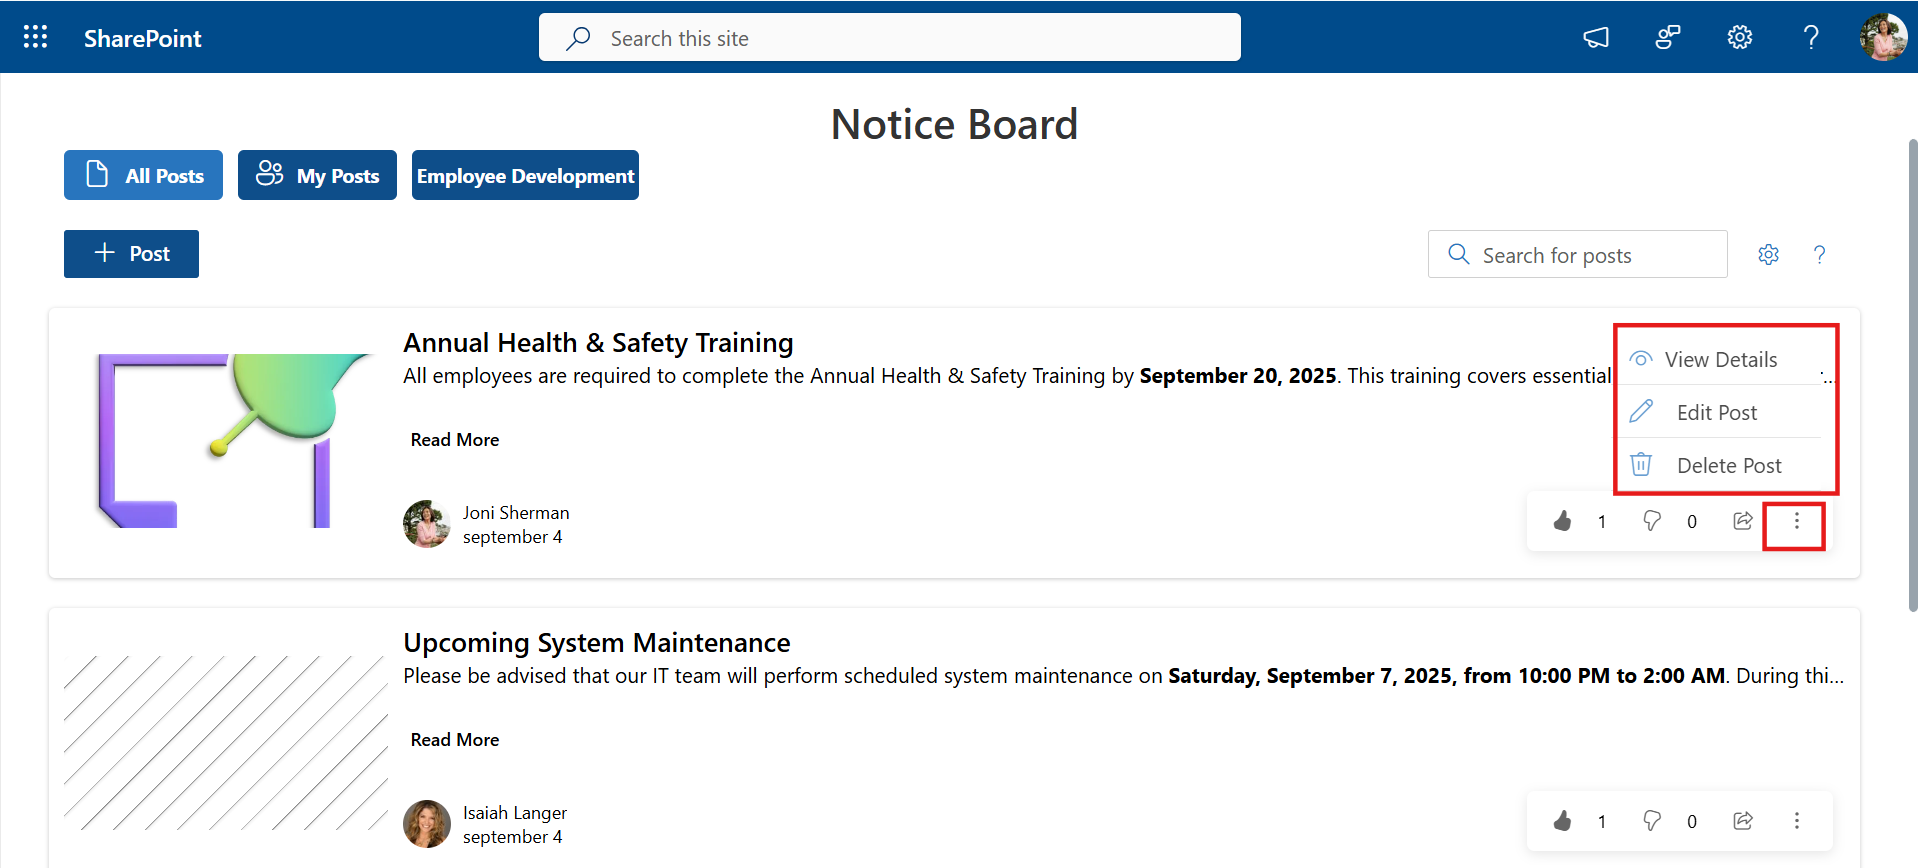 SharePoint
Search this site
Notice Board
All Posts
My Posts
Employee Development
Post
Search for posts
Annual Health & Safety Training
All employees are required to complete the Annual Health & Safety Training by September 20, 2025. This training covers essential
Read More
View Details
Edit Post
Delete Post
Joni Sherman
september 4
1
0
Upcoming System Maintenance
Please be advised that our IT team will perform scheduled system maintenance on Saturday, September 7, 2025, from 10:00 PM to 2:00 AM. During thi...
Read More
Isaiah Langer
september 4
1
0